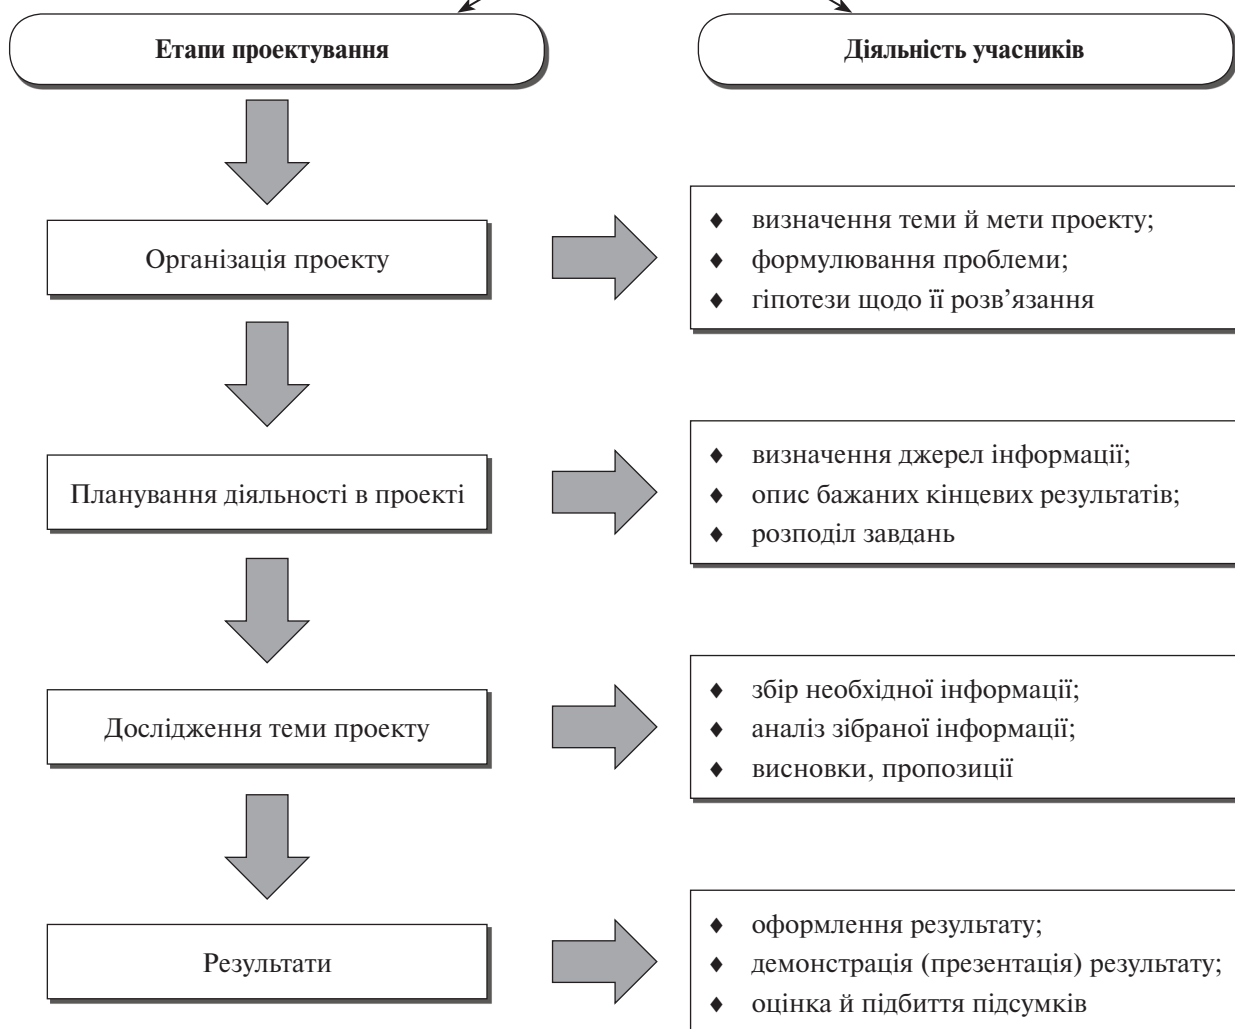 Етапи проектування
Діяльність учасників
Організація проекту
♦ визначення теми й мети проекту;
♦ формулювання проблеми;
♦ гіпотези щодо її розв’язання
Планування діяльності в проекті
♦ визначення джерел інформації;
♦ опис бажаних кінцевих результатів;
♦ розподіл завдань
Дослідження теми проекту
♦ збір необхідної інформації;
♦ аналіз зібраної інформації;
♦ висновки, пропозиції
Результати
♦ оформлення результату;
♦ демонстрація (презентація) результату;
♦ оцінка й підбиття підсумків